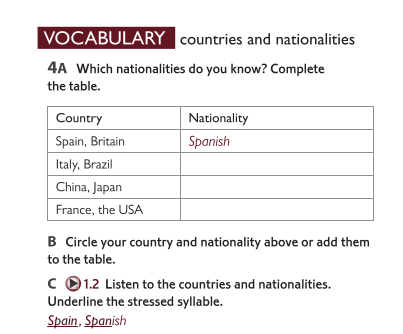 VOCABULARY countries and nationalities
4A Which nationalities do you know? Complete
the table.
Country Nationality
Spain, Britain Spanish
Italy, Brazil
China, Japan
France, the USA
B Circle your country and nationality above or add them
to the table.
C 1.2 Listen to the countries and nationalities.
Underline the stressed syllable.
Spain, Spanish